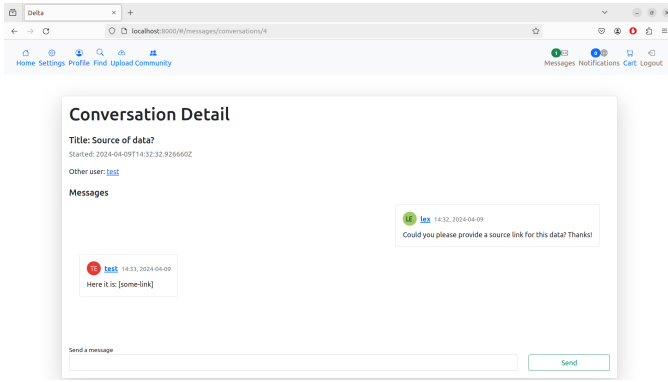 Delta × +
localhost:8000/#/messages/conversations/4
1 0
Home Settings Profile Find Upload Community Messages Notifications Cart Logout
Conversation Detail
Title: Source of data?
Started: 2024-04-09T14:32:32.926660Z
Other user: test
Messages
LE lex 14:32, 2024-04-09
Could you please provide a source link for this data? Thanks!
TE test 14:33, 2024-04-09
Here it is: [some-link]
Send a message
Send